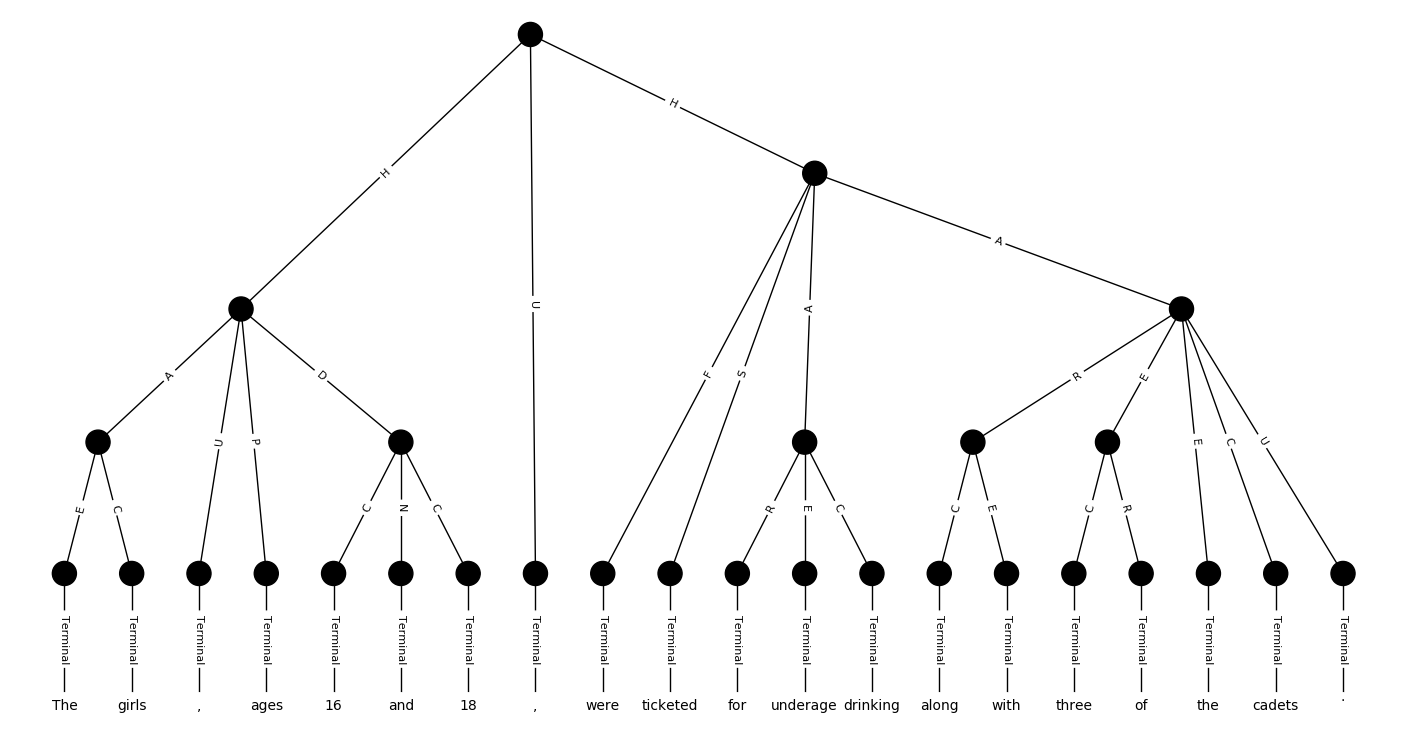 H
H
A
A
F
S
A
D
R
E
U
U
P
E
C
U
E
C
C
N
C
R
E
C
C
E
C
R
Terminal Terminal Terminal Terminal Terminal Terminal Terminal Terminal Terminal Terminal Terminal Terminal Terminal Terminal Terminal Terminal Terminal Terminal Terminal Terminal
The girls , ages 16 and 18 , were ticketed for underage drinking along with three of the cadets .